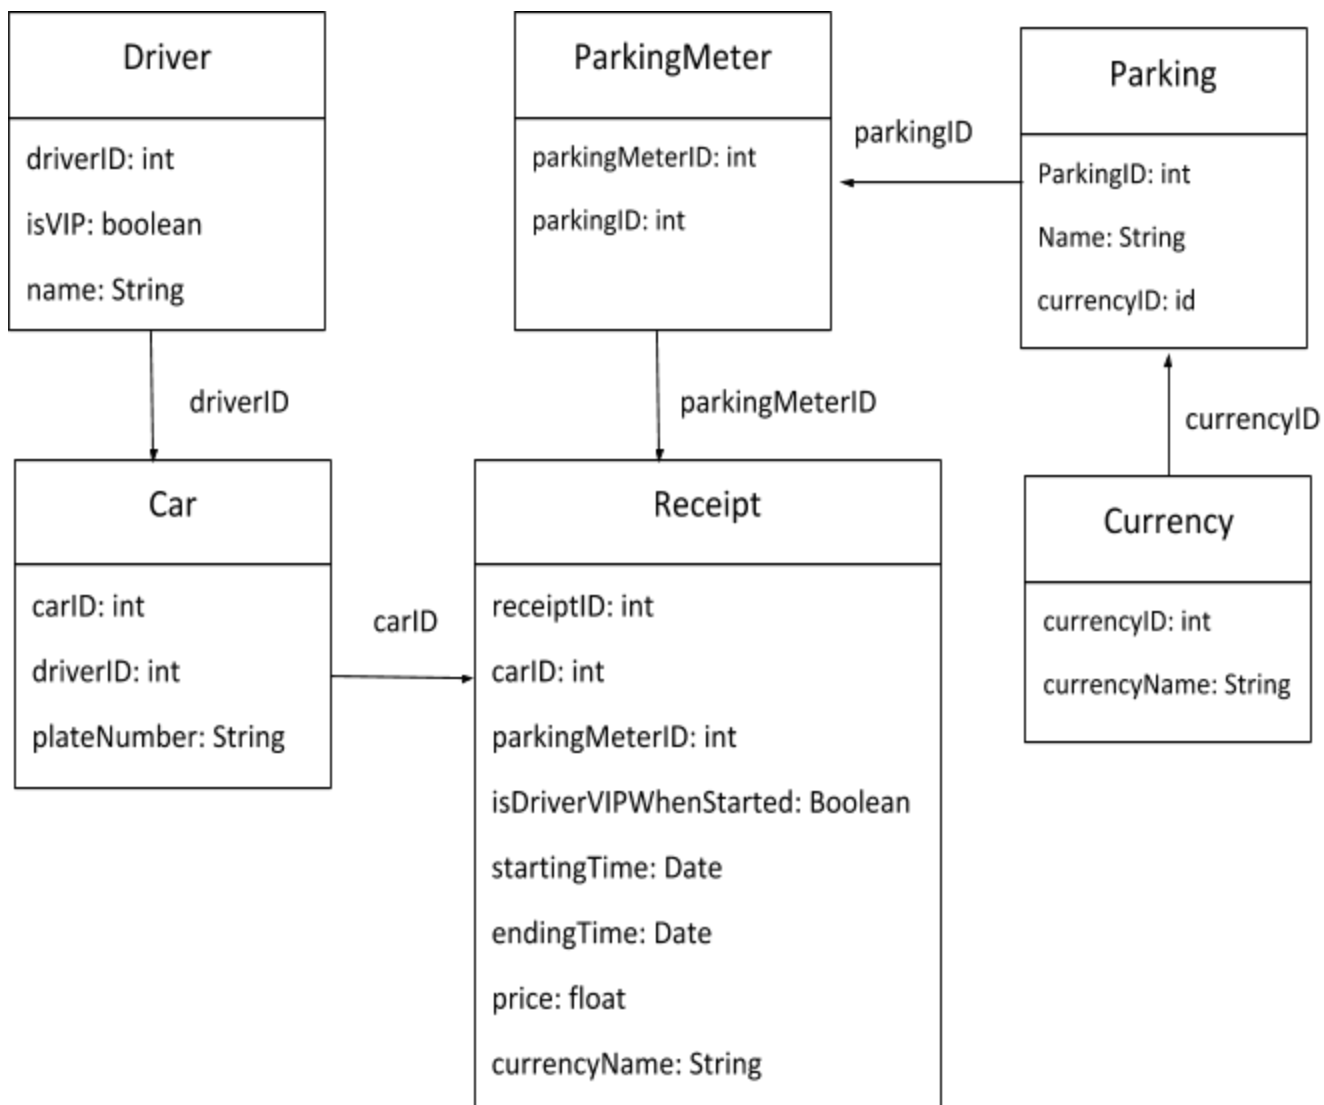 Driver
driverID: int
isVIP: boolean
name: String
ParkingMeter
parkingMeterID: int
parkingID: int
parkingID
Parking
ParkingID: int
Name: String
currencyID: id
driverID
parkingMeterID
currencyID
Car
carID: int
driverID: int
plateNumber: String
carID
Receipt
receiptID: int
carID: int
parkingMeterID: int
isDriverVIPWhenStarted: Boolean
startingTime: Date
endingTime: Date
price: float
currencyName: String
Currency
currencyID: int
currencyName: String